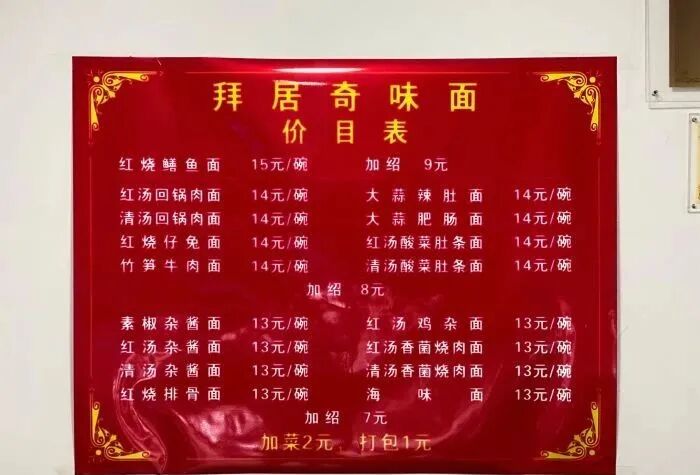 拜居奇味面
价目表
红烧鳝鱼面 15元/碗 加绍 9元
红汤回锅肉面 14元/碗 大蒜辣肚面 14元/碗
清汤回锅肉面 14元/碗 大蒜肥肠面 14元/碗
红烧仔兔面 14元/碗 红汤酸菜肚条面 14元/碗
竹笋牛肉面 14元/碗 清汤酸菜肚条面 14元/碗
加绍 8元
素椒杂酱面 13元/碗 红汤鸡杂面 13元/碗
红汤杂酱面 13元/碗 红汤香菌烧肉面 13元/碗
清汤杂酱面 13元/碗 清汤香菌烧肉面 13元/碗
红烧排骨面 13元/碗 海味面 13元/碗
加绍 7元
加菜2元，打包1元